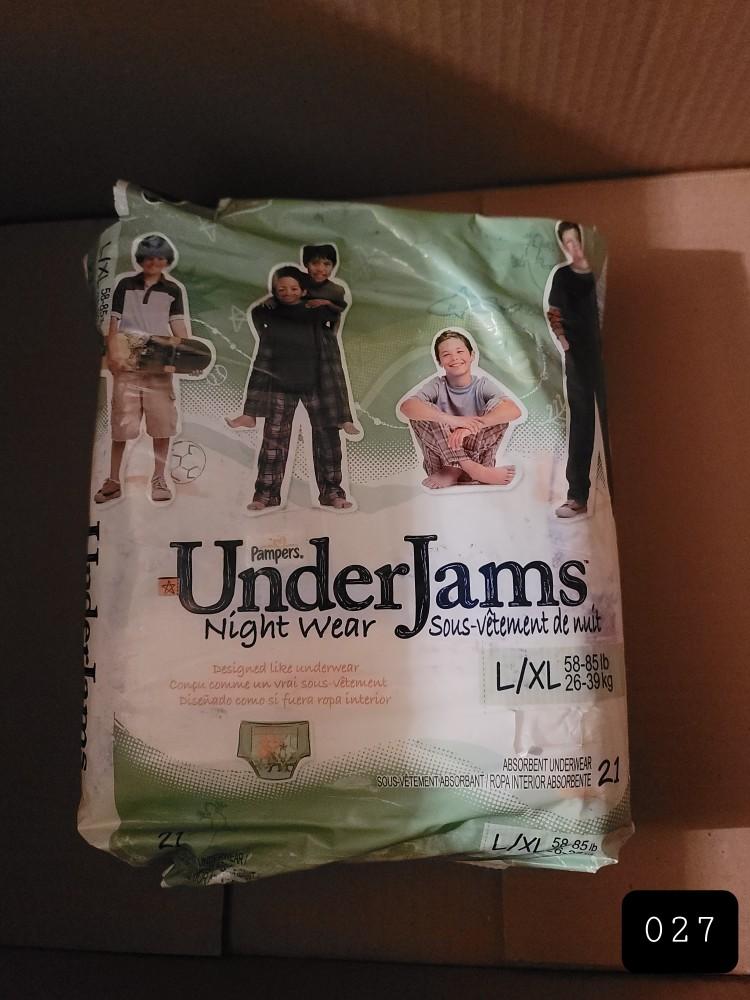 L/XL 58-85
Pampers.
UnderJams™
Night Wear
Sous-vêtement de nuit
UnderJams
Designed like underwear
Conçu comme un vrai sous-vêtement
Diseñado como si fuera ropa interior
L/XL 58-85 lb
26-39 kg
ABSORBENT UNDERWEAR
SOUS-VÊTEMENT ABSORBANT / ROPA INTERIOR ABSORBENTE 21
21
L/XL 58-85 lb
027